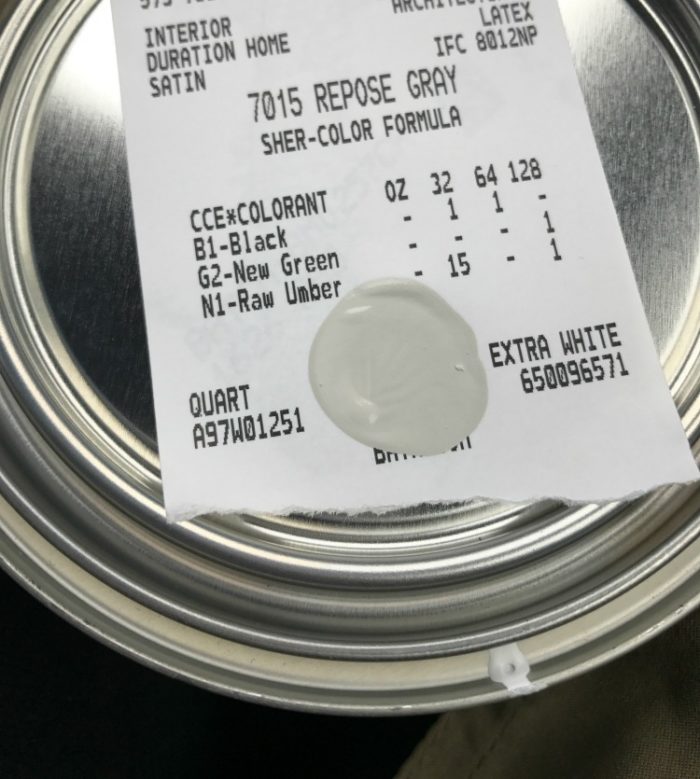 INTERIOR
DURATION HOME LATEX
SATIN IFC 8012NP
7015 REPOSE GRAY
SHER-COLOR FORMULA
CCE*COLORANT OZ 32 64 128
B1-Black - 1 1 -
G2-New Green - - - 1
N1-Raw Umber - 15 - 1
QUART EXTRA WHITE
A97W01251 650096571